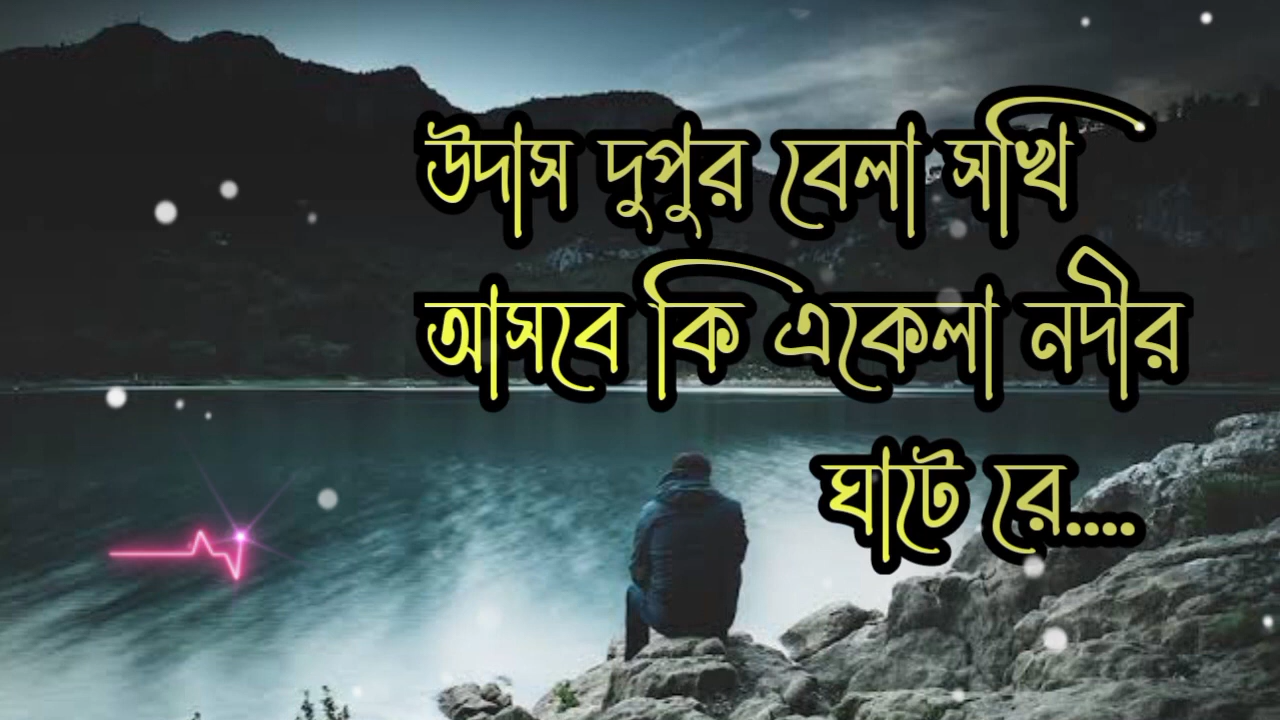 উদাস দুপুর বেলা সখি
আসবে কি একেলা নদীর
ঘাটে রে....